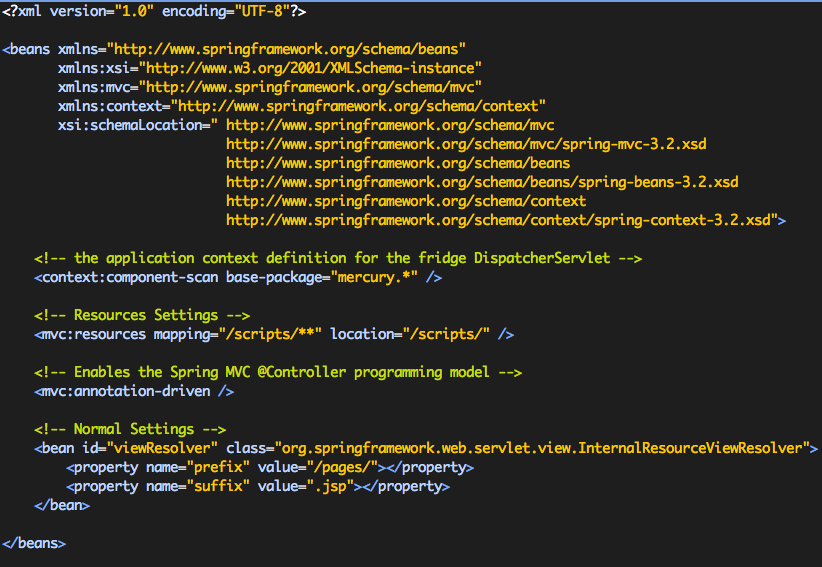 <?xml version="1.0" encoding="UTF-8"?>
<beans xmlns="http://www.springframework.org/schema/beans"
xmlns:xsi="http://www.w3.org/2001/XMLSchema-instance"
xmlns:mvc="http://www.springframework.org/schema/mvc"
xmlns:context="http://www.springframework.org/schema/context"
xsi:schemaLocation=" http://www.springframework.org/schema/mvc
http://www.springframework.org/schema/mvc/spring-mvc-3.2.xsd
http://www.springframework.org/schema/beans
http://www.springframework.org/schema/beans/spring-beans-3.2.xsd
http://www.springframework.org/schema/context
http://www.springframework.org/schema/context/spring-context-3.2.xsd">
<!-- the application context definition for the fridge DispatcherServlet -->
<context:component-scan base-package="mercury.*" />
<!-- Resources Settings -->
<mvc:resources mapping="/scripts/**" location="/scripts/" />
<!-- Enables the Spring MVC @Controller programming model -->
<mvc:annotation-driven />
<!-- Normal Settings -->
<bean id="viewResolver" class="org.springframework.web.servlet.view.InternalResourceViewResolver">
<property name="prefix" value="/pages/"></property>
<property name="suffix" value=".jsp"></property>
</bean>
</beans>